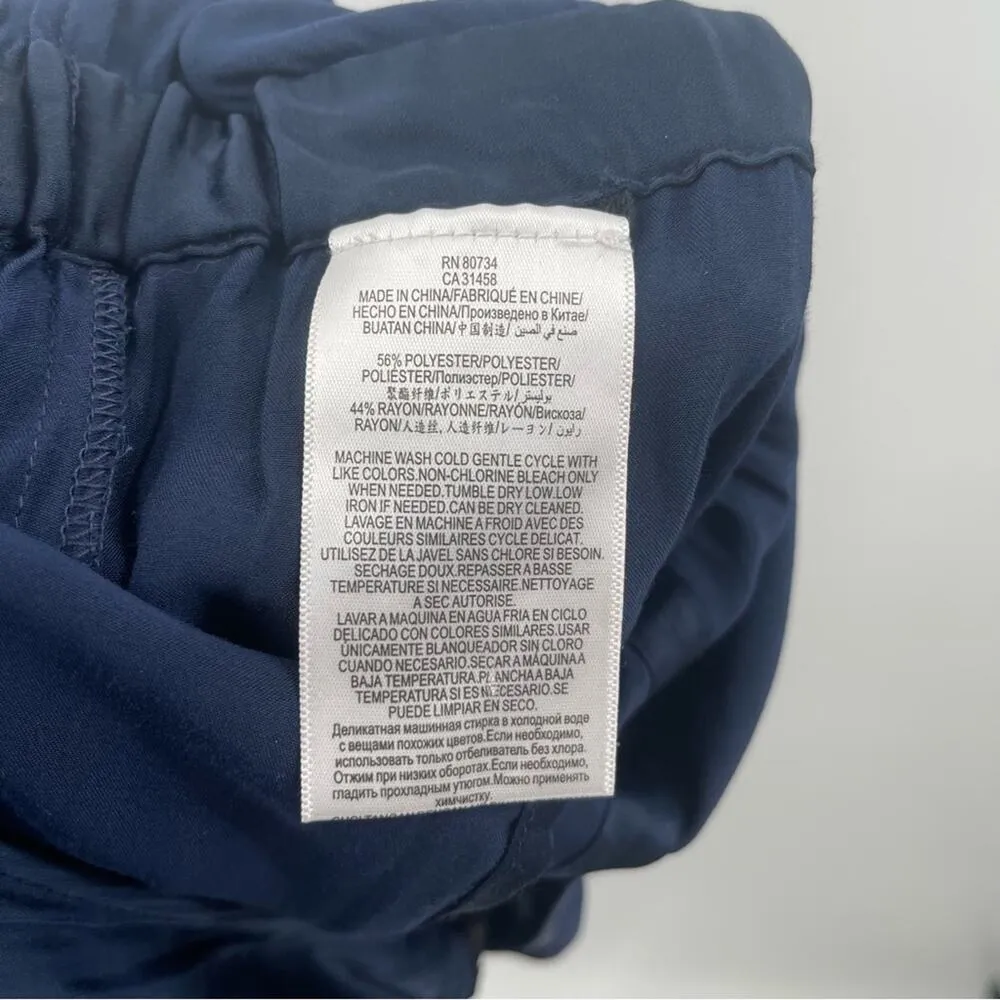 RN 80734
CA 31458
MADE IN CHINA/FABRIQUÉ EN CHINE/
HECHO EN CHINA/Произведено в Китае/
BUATAN CHINA/中国制造/ صنع في الصين
56% POLYESTER/POLYESTER/
POLIÉSTER/Полиэстер/POLIESTER/
聚酯纤维/ポリエステル/ بوليستر
44% RAYON/RAYONNE/RAYÓN/Вискоза/
RAYON/人造丝, 人造纤维/レーヨン/ رايون
MACHINE WASH COLD GENTLE CYCLE WITH
LIKE COLORS.NON-CHLORINE BLEACH ONLY
WHEN NEEDED.TUMBLE DRY LOW.LOW
IRON IF NEEDED.CAN BE DRY CLEANED.
LAVAGE EN MACHINE A FROID AVEC DES
COULEURS SIMILAIRES CYCLE DELICAT.
UTILISEZ DE LA JAVEL SANS CHLORE SI BESOIN.
SECHAGE DOUX.REPASSER A BASSE
TEMPERATURE SI NECESSAIRE.NETTOYAGE
A SEC AUTORISE.
LAVAR A MAQUINA EN AGUA FRIA EN CICLO
DELICADO CON COLORES SIMILARES.USAR
ÚNICAMENTE BLANQUEADOR SIN CLORO
CUANDO NECESARIO.SECAR A MÁQUINA A
BAJA TEMPERATURA.PLANCHA A BAJA
TEMPERATURA SI ES NECESARIO.SE
PUEDE LIMPIAR EN SECO.
Деликатная машинная стирка в холодной воде
с вещами похожих цветов.Если необходимо,
использовать только отбеливатель без хлора.
Отжим при низких оборотах.Если необходимо,
гладить прохладным утюгом.Можно применять
химчистку.